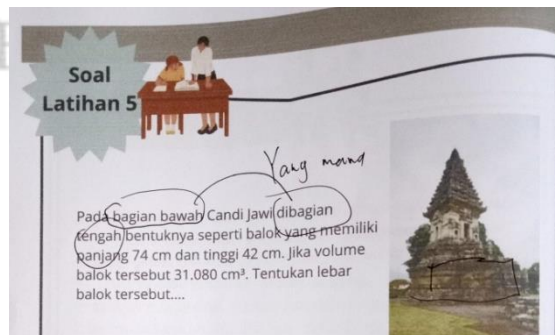 Soal
Latihan 5
Yang mana
Pada bagian bawah Candi Jawi dibagian
tengah bentuknya seperti balok yang memiliki
panjang 74 cm dan tinggi 42 cm. Jika volume
balok tersebut 31.080 cm³. Tentukan lebar
balok tersebut....